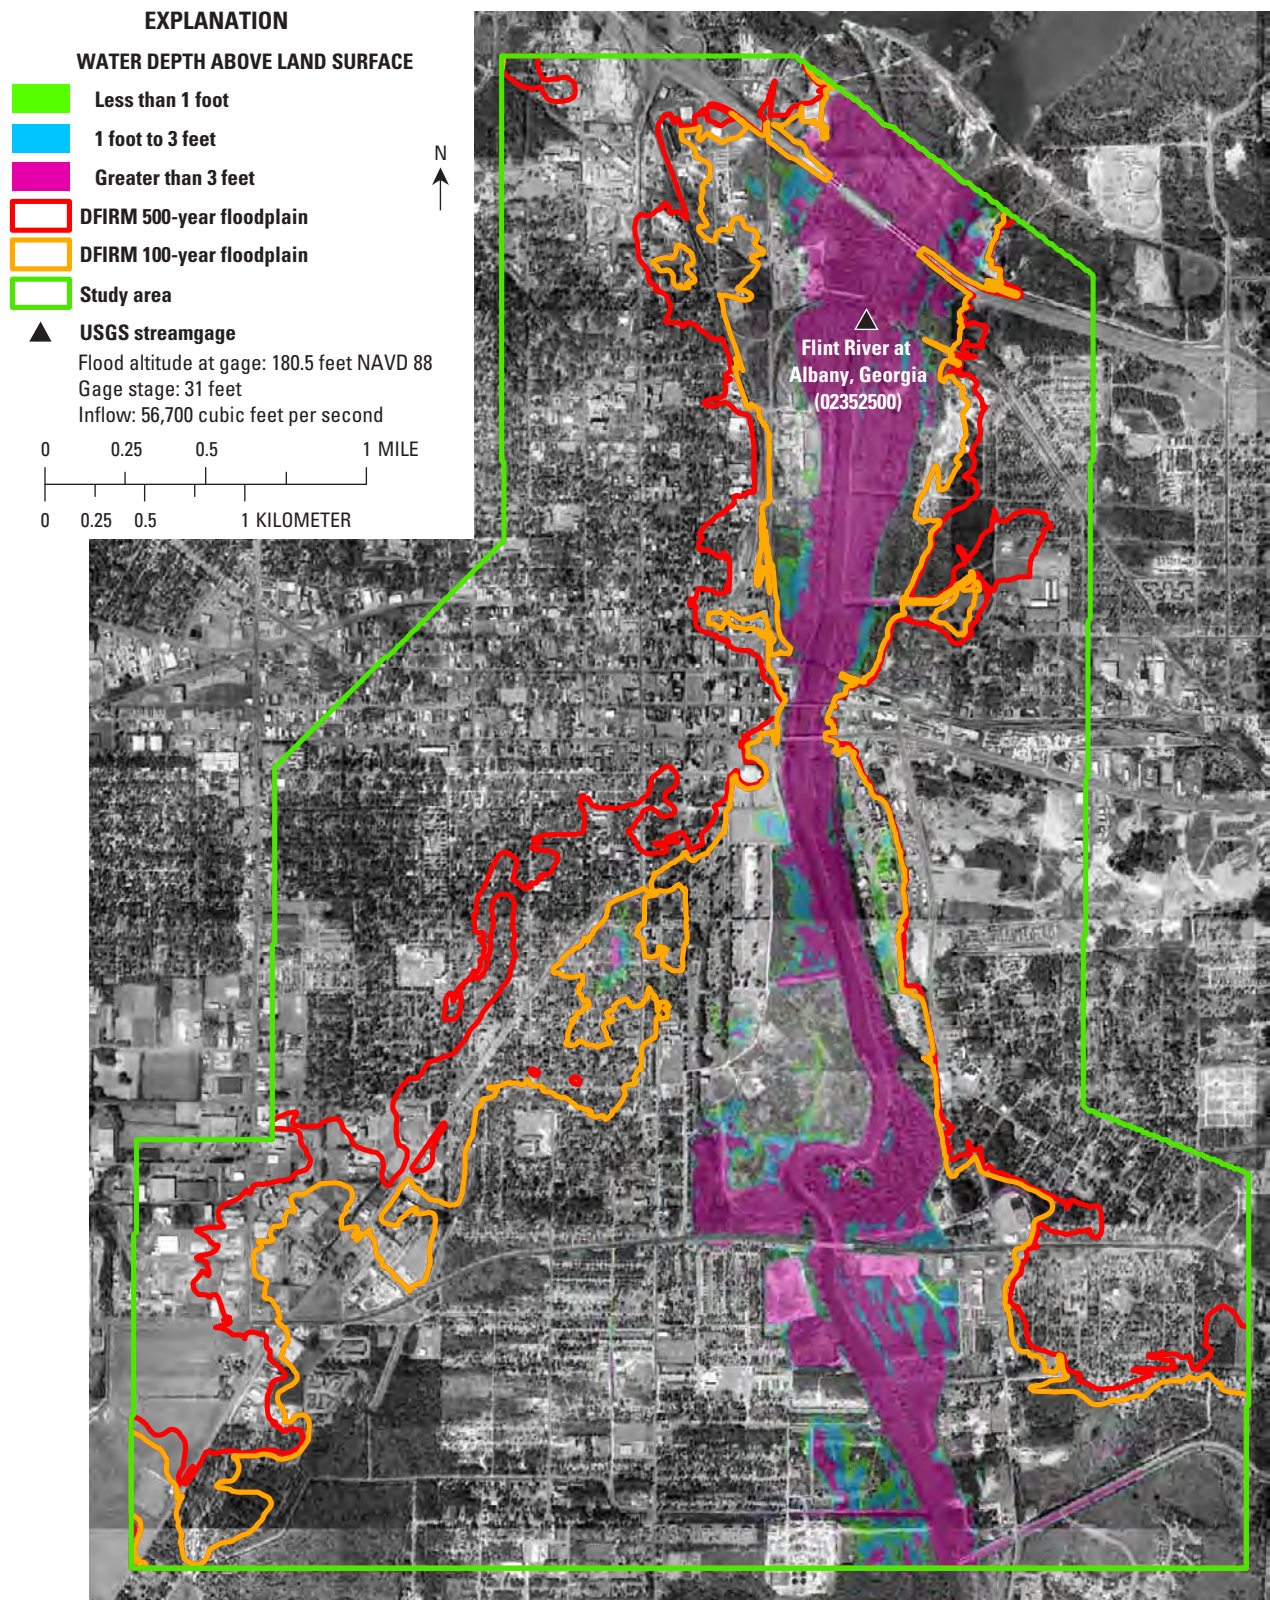 EXPLANATION
WATER DEPTH ABOVE LAND SURFACE
Less than 1 foot
1 foot to 3 feet
Greater than 3 feet
DFIRM 500-year floodplain
DFIRM 100-year floodplain
Study area
USGS streamgage
Flood altitude at gage: 180.5 feet NAVD 88
Gage stage: 31 feet
Inflow: 56,700 cubic feet per second
N
0 0.25 0.5 1 MILE
0 0.25 0.5 1 KILOMETER
Flint River at
Albany, Georgia
(02352500)